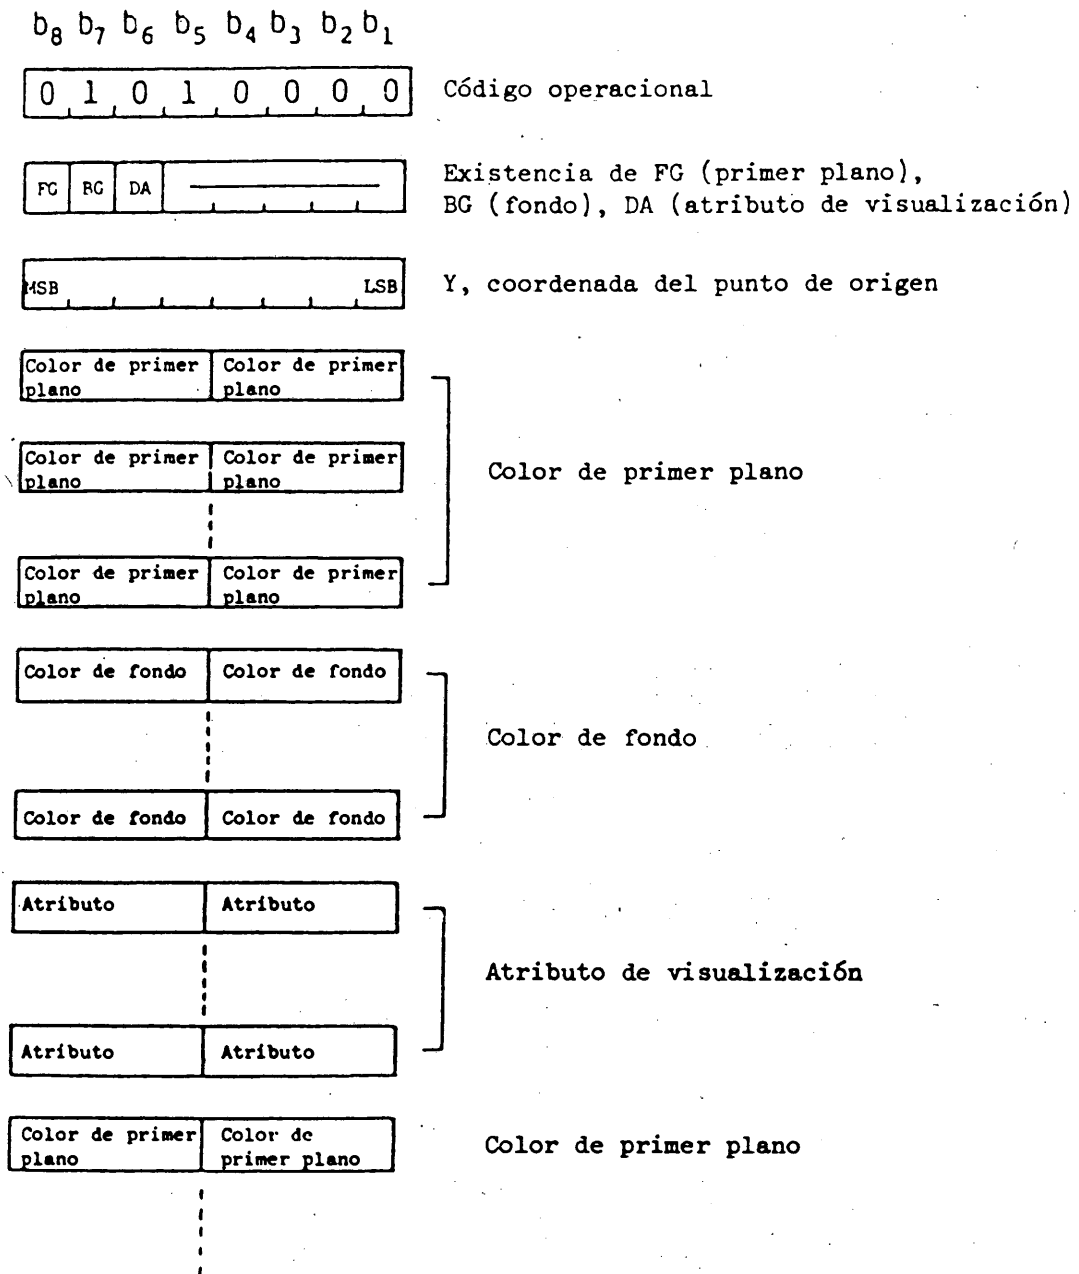 b8 b7 b6 b5 b4 b3 b2 b1
0 1 0 1 0 0 0 0 Código operacional
FG BG DA Existencia de FG (primer plano),
BG (fondo), DA (atributo de visualización)
MSB LSB Y, coordenada del punto de origen
Color de primer plano Color de primer plano
Color de primer plano Color de primer plano
Color de primer plano
Color de primer plano Color de primer plano
Color de fondo Color de fondo
Color de fondo
Color de fondo Color de fondo
Atributo Atributo
Atributo de visualización
Atributo Atributo
Color de primer plano Color de primer plano Color de primer plano